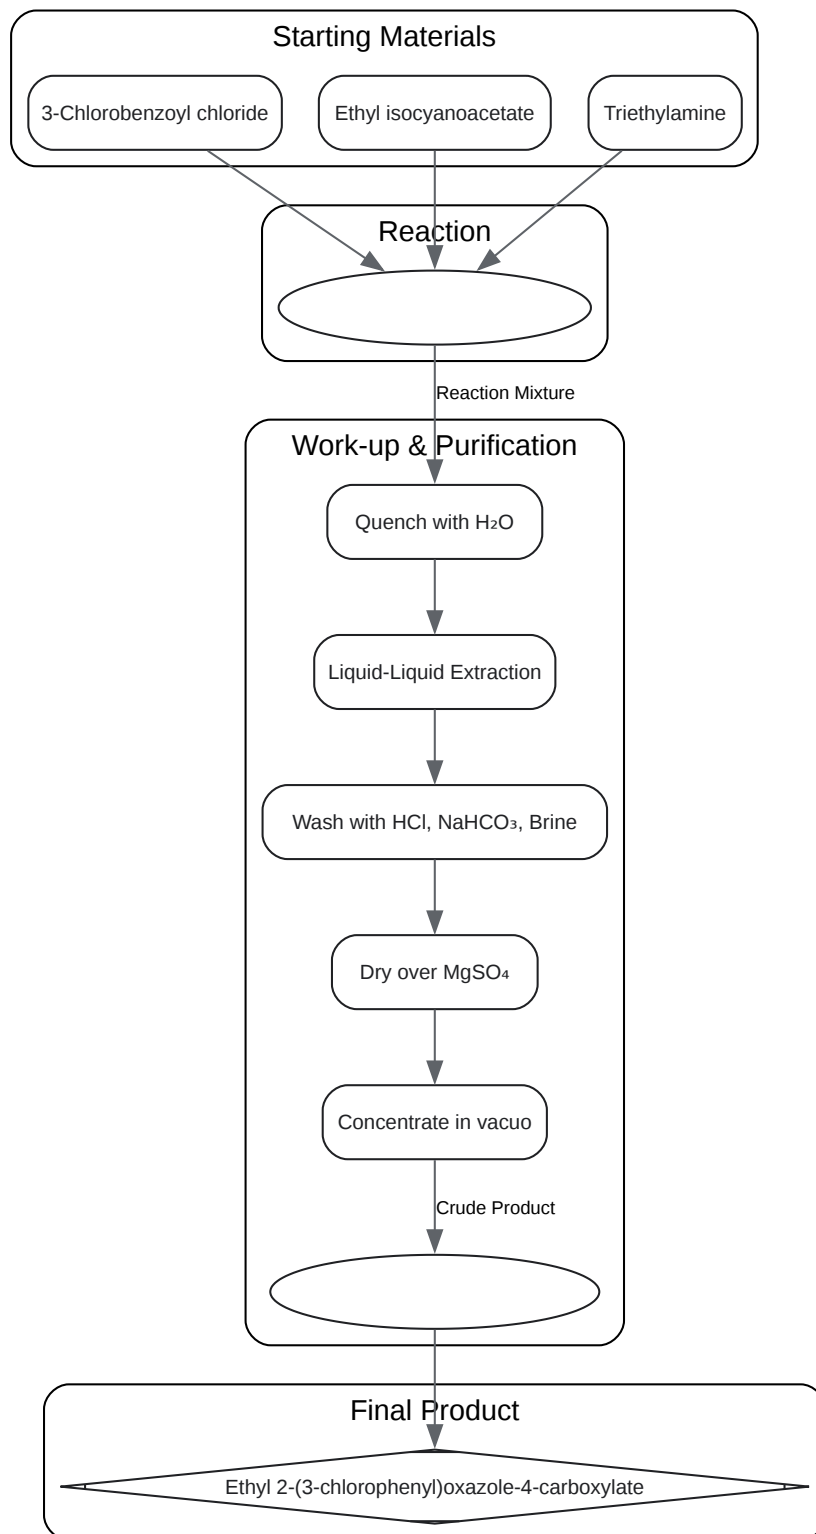 Starting Materials
3-Chlorobenzoyl chloride
Ethyl isocyanoacetate
Triethylamine
Reaction
Reaction Mixture
Work-up & Purification
Quench with H₂O
Liquid-Liquid Extraction
Wash with HCl, NaHCO₃, Brine
Dry over MgSO₄
Concentrate in vacuo
Crude Product
Final Product
Ethyl 2-(3-chlorophenyl)oxazole-4-carboxylate